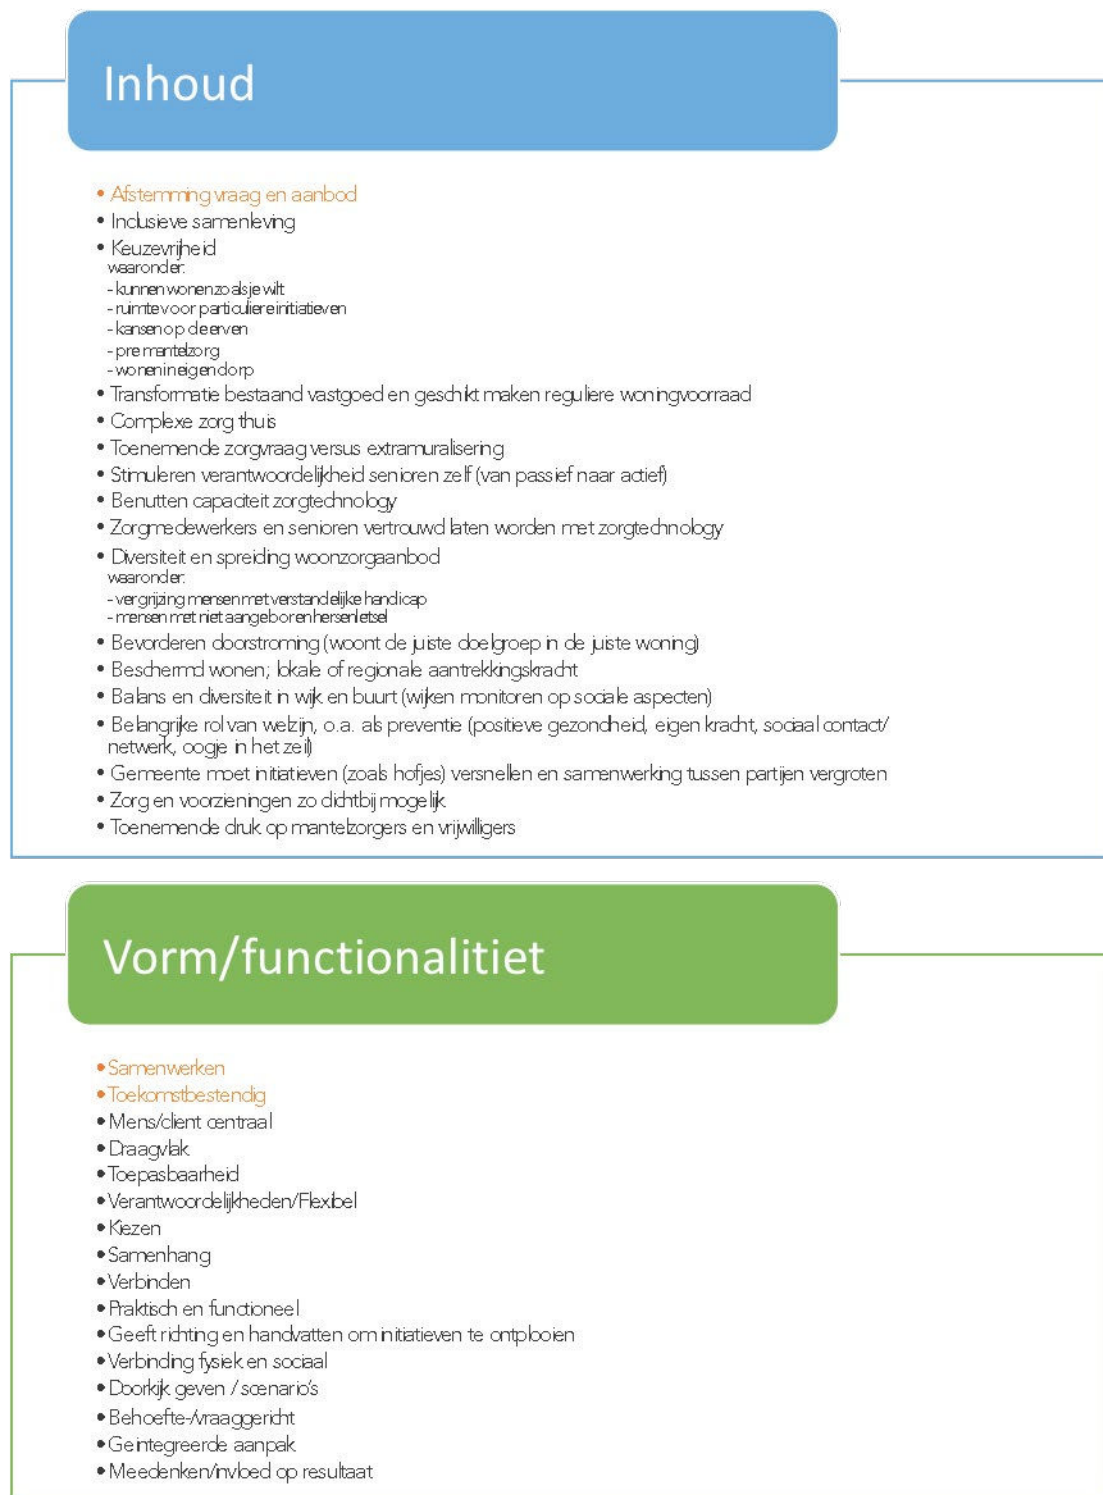 Inhoud
• Afstemming vraag en aanbod
• Inclusieve samenleving
• Keuzevrijheid
waaronder:
- kunnen wonen zoals je wilt
- ruimte voor particuliere initiatieven
- kansen op de erven
- pre mantelzorg
- wonen in eigen dorp
• Transformatie bestaand vastgoed en geschikt maken reguliere woningvoorraad
• Complexe zorg thuis
• Toenemende zorgvraag versus extramuralisering
• Stimuleren verantwoordelijkheid senioren zelf (van passief naar actief)
• Benutten capaciteit zorgtechnology
• Zorgmedewerkers en senioren vertrouwd laten worden met zorgtechnology
• Diversiteit en spreiding woonzorgaanbod
waaronder:
- vergrijzing mensen met verstandelijke handicap
- mensen met niet aangeboren hersenletsel
• Bevorderen doorstroming (woont de juiste doelgroep in de juiste woning)
• Beschermd wonen; lokale of regionale aantrekkingskracht
• Balans en diversiteit in wijk en buurt (wijken monitoren op sociale aspecten)
• Belangrijke rol van welzijn, o.a. als preventie (positieve gezondheid, eigen kracht, sociaal contact/
netwerk, oogje in het zeil)
• Gemeente moet initiatieven (zoals hofjes) versnellen en samenwerking tussen partijen vergroten
• Zorg en voorzieningen zo dichtbij mogelijk
• Toenemende druk op mantelzorgers en vrijwilligers
Vorm/functionalitiet
• Samenwerken
• Toekomstbestendig
• Mens/client centraal
• Draagvlak
• Toepasbaarheid
• Verantwoordelijkheden/Flexibel
• Kiezen
• Samenhang
• Verbinden
• Praktisch en functioneel
• Geeft richting en handvatten om initiatieven te ontplooien
• Verbinding fysiek en sociaal
• Doorkijk geven / scenario's
• Behoefte-/vraaggericht
• Geintegreerde aanpak
• Meedenken/invloed op resultaat